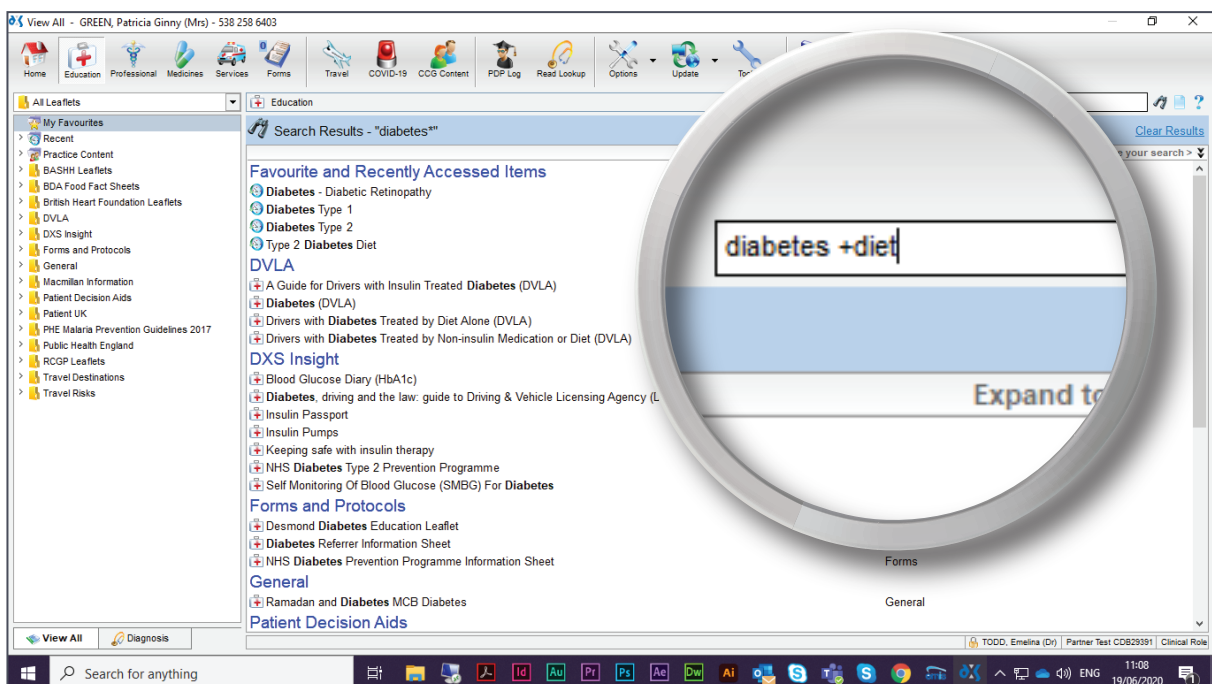 View All - GREEN, Patricia Ginny (Mrs) - 538 258 6403
0
Home Education Professional Medicines Services Forms Travel COVID-19 CCG Content PDP Log Read Lookup Options Update
All Leaflets
Education
My Favourites
Recent
Practice Content
BASHH Leaflets
BDA Food Fact Sheets
British Heart Foundation Leaflets
DVLA
DXS Insight
Forms and Protocols
General
Macmillan Information
Patient Decision Aids
Patient UK
PHE Malaria Prevention Guidelines 2017
Public Health England
RCGP Leaflets
Travel Destinations
Travel Risks
Search Results - "diabetes*"
Clear Results
your search >
Favourite and Recently Accessed Items
Diabetes - Diabetic Retinopathy
Diabetes Type 1
Diabetes Type 2
Type 2 Diabetes Diet
DVLA
A Guide for Drivers with Insulin Treated Diabetes (DVLA)
Diabetes (DVLA)
Drivers with Diabetes Treated by Diet Alone (DVLA)
Drivers with Diabetes Treated by Non-insulin Medication or Diet (DVLA)
DXS Insight
Blood Glucose Diary (HbA1c)
Diabetes, driving and the law: guide to Driving & Vehicle Licensing Agency (L
Insulin Passport
Insulin Pumps
Keeping safe with insulin therapy
NHS Diabetes Type 2 Prevention Programme
Self Monitoring Of Blood Glucose (SMBG) For Diabetes
Forms and Protocols
Desmond Diabetes Education Leaflet
Diabetes Referrer Information Sheet
NHS Diabetes Prevention Programme Information Sheet Forms
General
Ramadan and Diabetes MCB Diabetes General
Patient Decision Aids
diabetes +diet
Expand to
View All Diagnosis
TODD, Emelina (Dr) Partner Test CDB29391 Clinical Role
Search for anything
Id Au Pr Ps Ae Dw Ai S S
ENG
11:08
19/06/2020
1